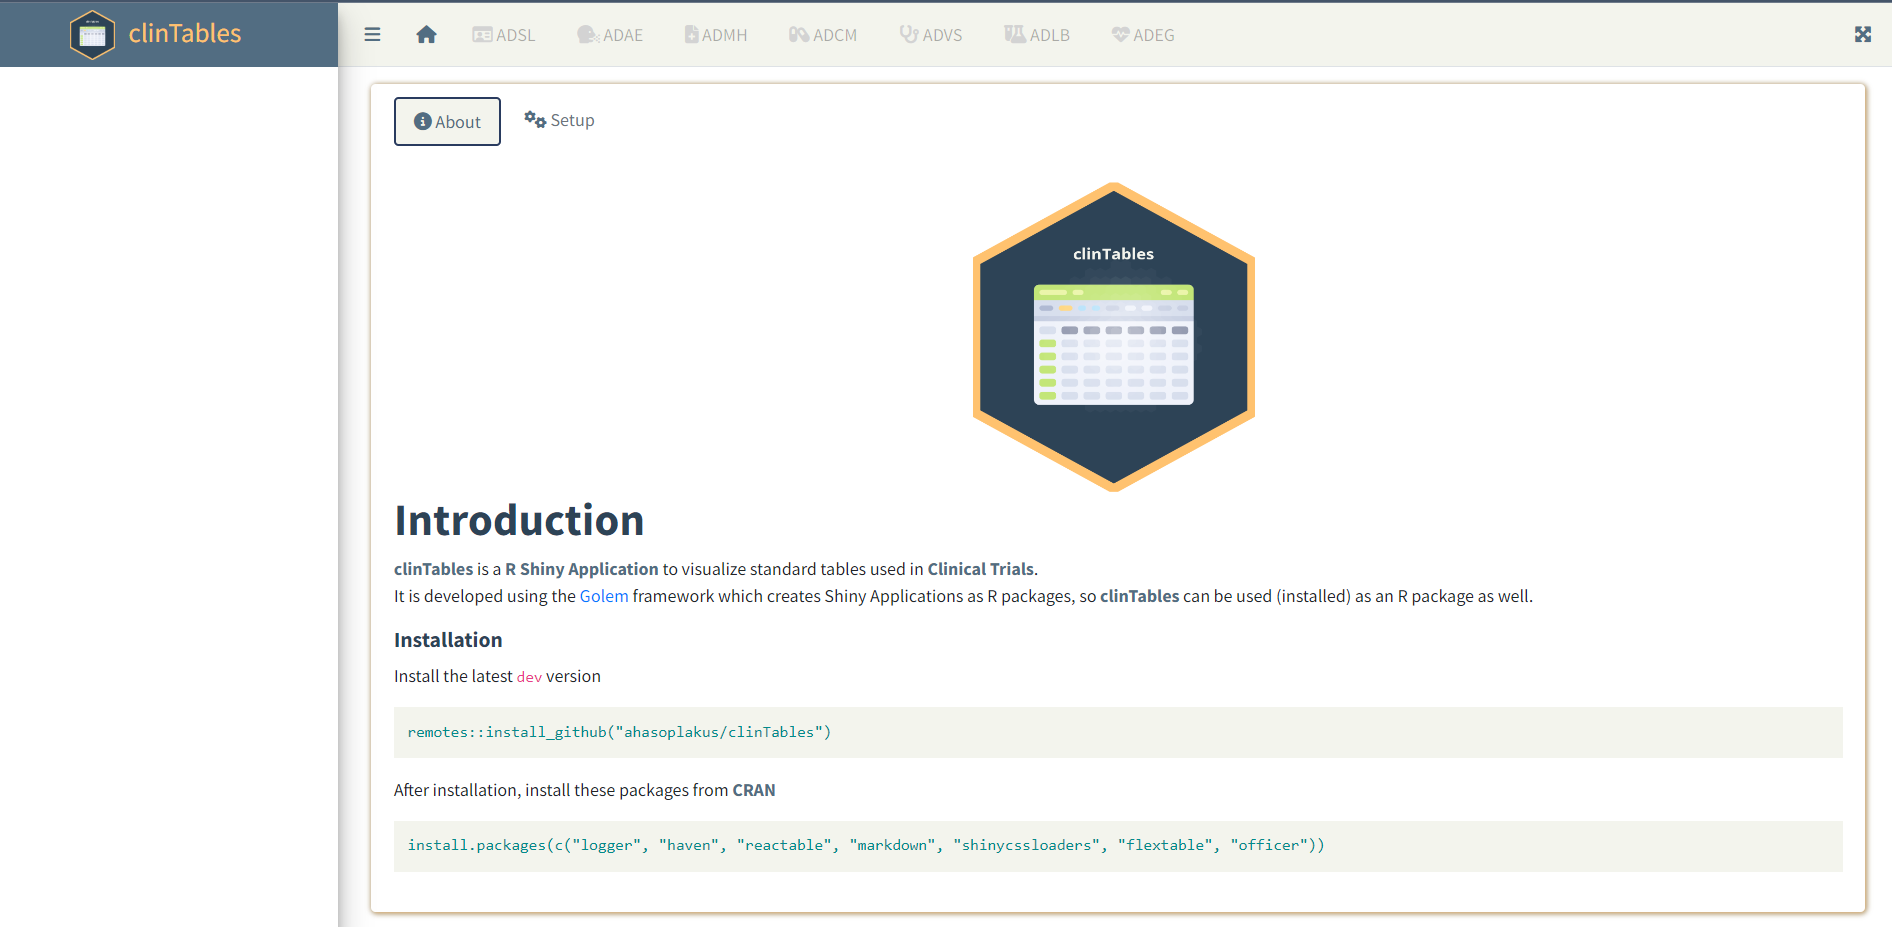 clinTables
ADSL ADAE ADMH ADCM ADVS ADLB ADEG
About Setup
clinTables
Introduction
clinTables is a R Shiny Application to visualize standard tables used in Clinical Trials.
It is developed using the Golem framework which creates Shiny Applications as R packages, so clinTables can be used (installed) as an R package as well.
Installation
Install the latest dev version
remotes::install_github("ahasoplakus/clinTables")
After installation, install these packages from CRAN
install.packages(c("logger", "haven", "reactable", "markdown", "shinycssloaders", "flextable", "officer"))